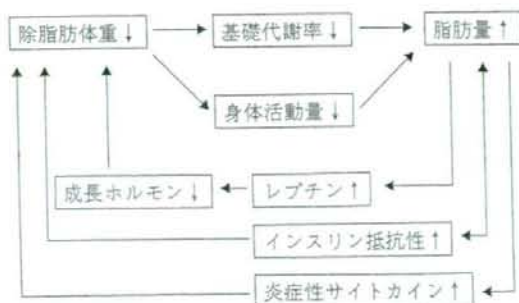 除脂肪体重↓
基礎代謝率↓
脂肪量↑
身体活動量↓
成長ホルモン↓
レプチン↑
インスリン抵抗性↑
炎症性サイトカイン↑